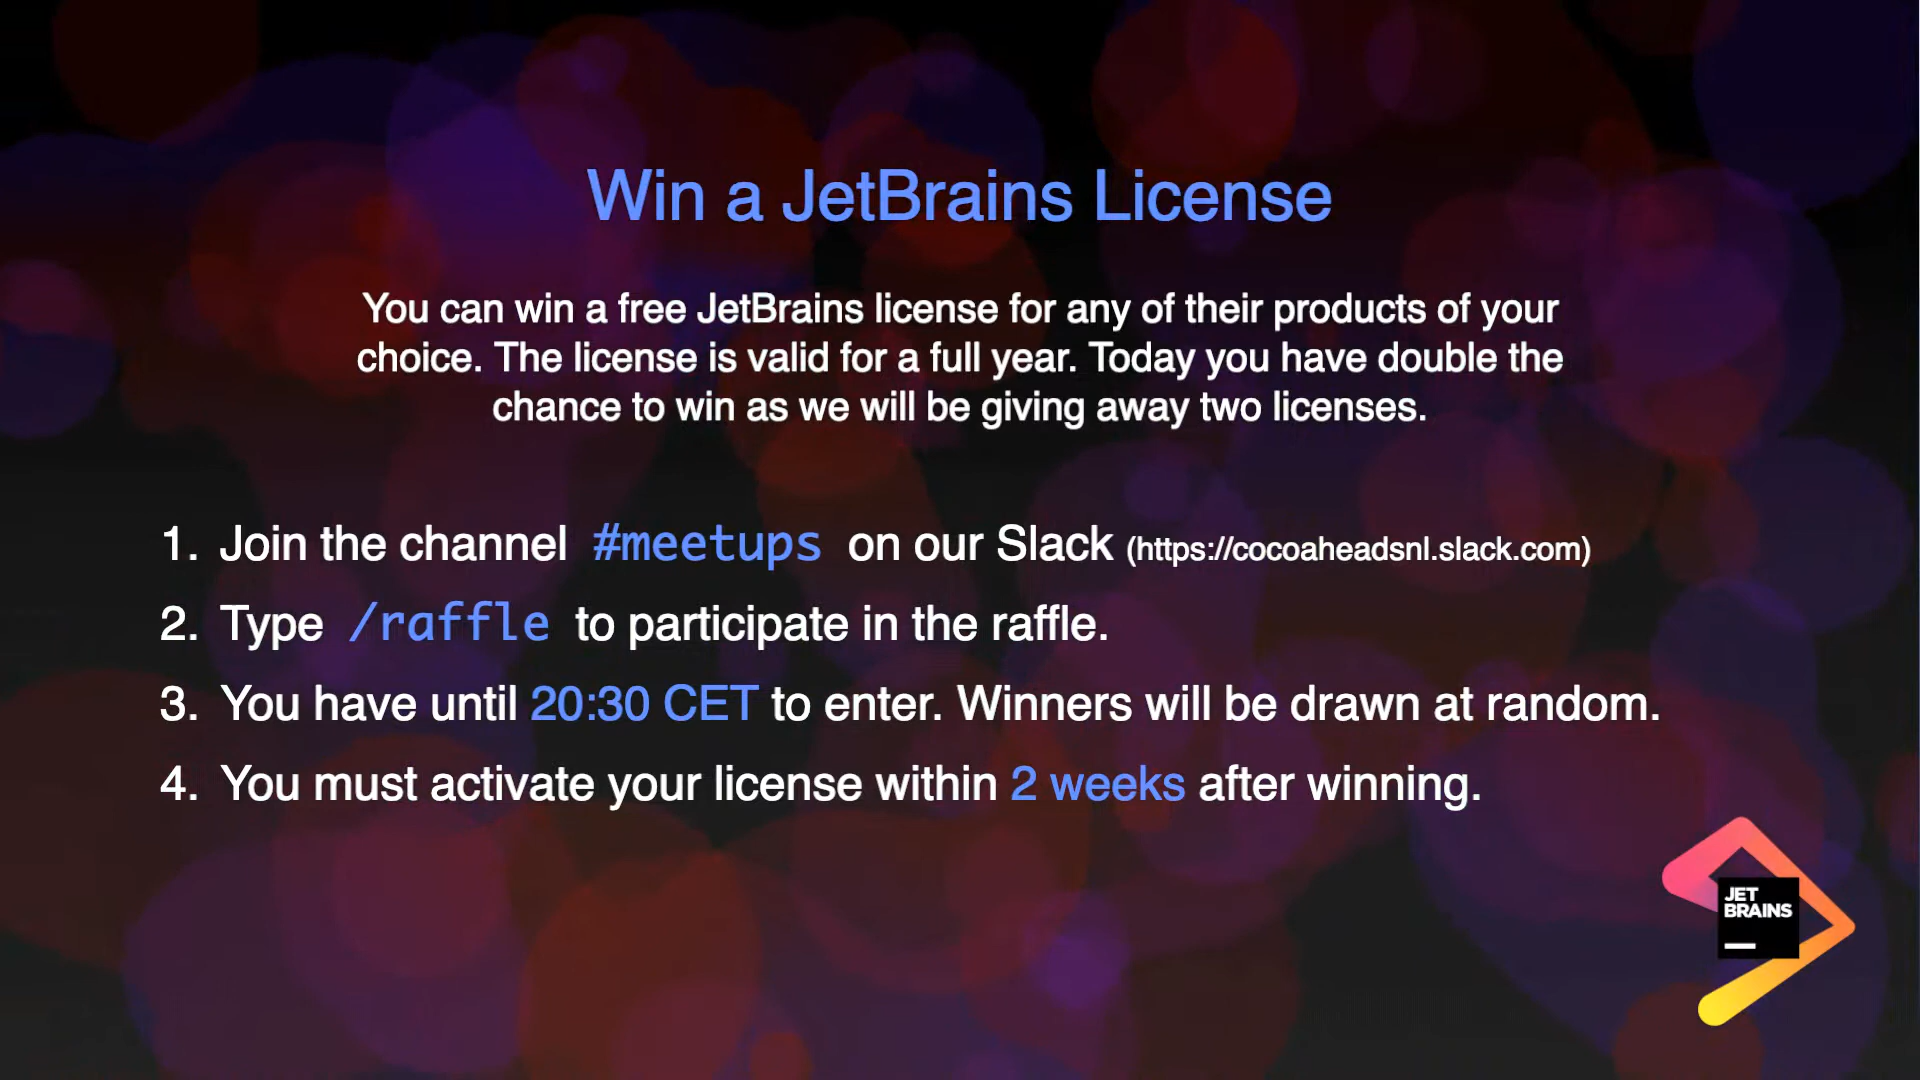 Win a JetBrains License
You can win a free JetBrains license for any of their products of your
choice. The license is valid for a full year. Today you have double the
chance to win as we will be giving away two licenses.
1. Join the channel #meetups on our Slack (https://cocoaheadsnl.slack.com)
2. Type /raffle to participate in the raffle.
3. You have until 20:30 CET to enter. Winners will be drawn at random.
4. You must activate your license within 2 weeks after winning.
JET
BRAINS